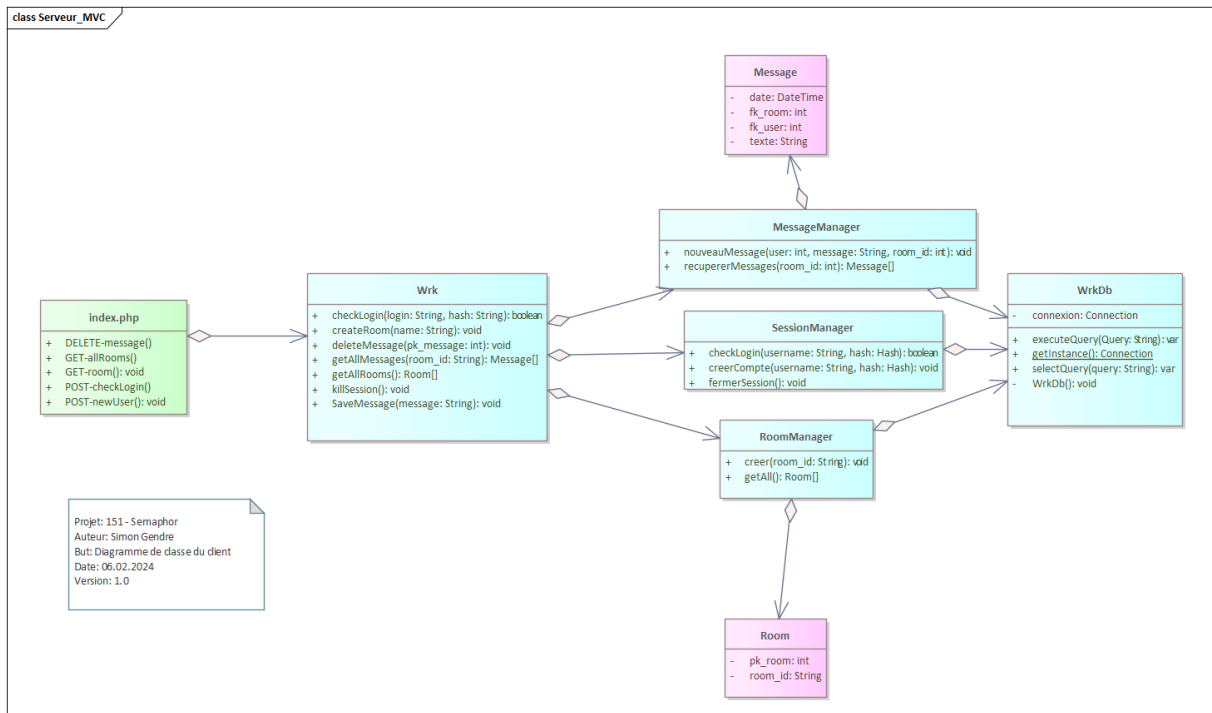 class Serveur_MVC
Message
- date: DateTime
- fk_room: int
- fk_user: int
- texte: String
MessageManager
+ nouveauMessage(user: int, message: String, room_id: int): void
+ recupererMessages(room_id: int): Message[]
Wrk
+ checkLogin(login: String, hash: String): boolean
+ createRoom(name: String): void
+ deleteMessage(pk_message: int): void
+ getAllMessages(room_id: String): Message[]
+ getAllRooms(): Room[]
+ killSession(): void
+ SaveMessage(message: String): void
WrkDb
- connexion: Connection
+ executeQuery(Query: String): var
+ getInstance(): Connection
+ selectQuery(query: String): var
- WrkDb(): void
index.php
+ DELETE-message()
+ GET-allRooms()
+ GET-room(): void
+ POST-checkLogin()
+ POST-newUser(): void
SessionManager
+ checkLogin(username: String, hash: Hash): boolean
+ creerCompte(username: String, hash: Hash): void
+ fermerSession(): void
RoomManager
+ creer(room_id: String): void
+ getAll(): Room[]
Projet: 151 - Semaphor
Auteur: Simon Gendre
But: Diagramme de classe du client
Date: 06.02.2024
Version: 1.0
Room
- pk_room: int
- room_id: String